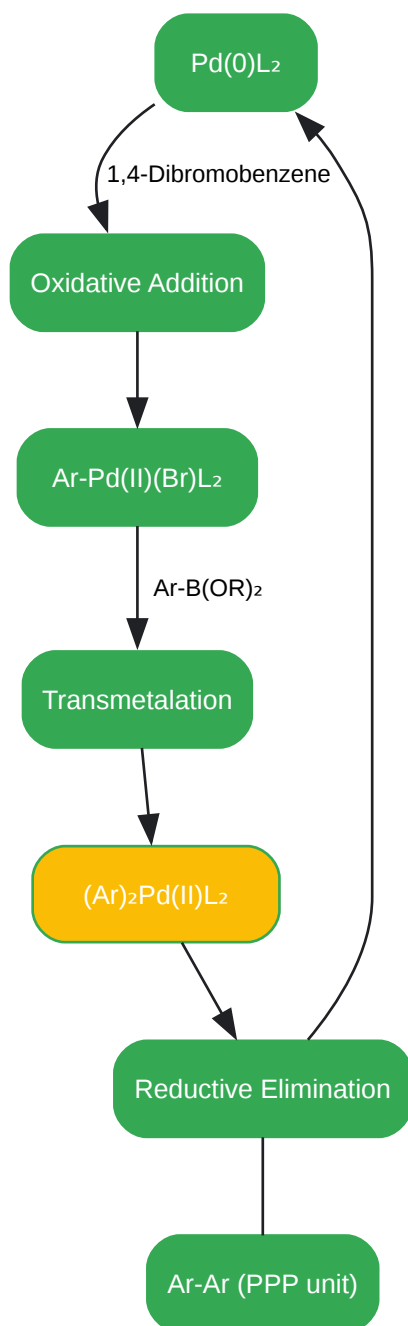 Pd(0)L₂
1,4-Dibromobenzene
Oxidative Addition
Ar-Pd(II)(Br)L₂
Ar-B(OR)₂
Transmetalation
(Ar)₂Pd(II)L₂
Reductive Elimination
Ar-Ar (PPP unit)